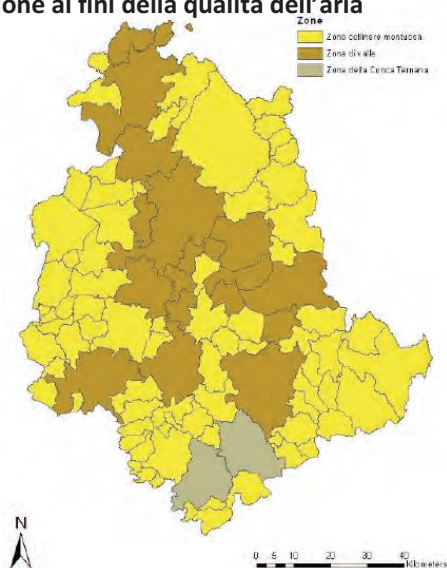 one ai fini della qualità dell'aria
Zone
Zona collinare montuosa
Zona di valle
Zona della Conca Ternana
N
0 5 10 20 30 40
Kilometers